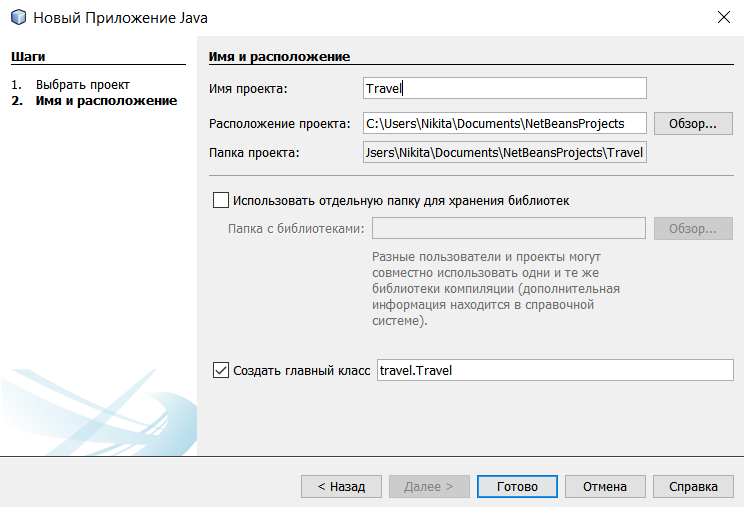 Новый Приложение Java
Шаги
1. Выбрать проект
2. Имя и расположение
Имя и расположение
Имя проекта: Travel
Расположение проекта: C:\Users\Nikita\Documents\NetBeansProjects Обзор...
Папка проекта: Jsers\Nikita\Documents\NetBeansProjects\Travel
Использовать отдельную папку для хранения библиотек
Папка с библиотеками: Обзор...
Разные пользователи и проекты могут
совместно использовать одни и те же
библиотеки компиляции (дополнительная
информация находится в справочной
системе).
Создать главный класс travel.Travel
< Назад Далее > Готово Отмена Справка